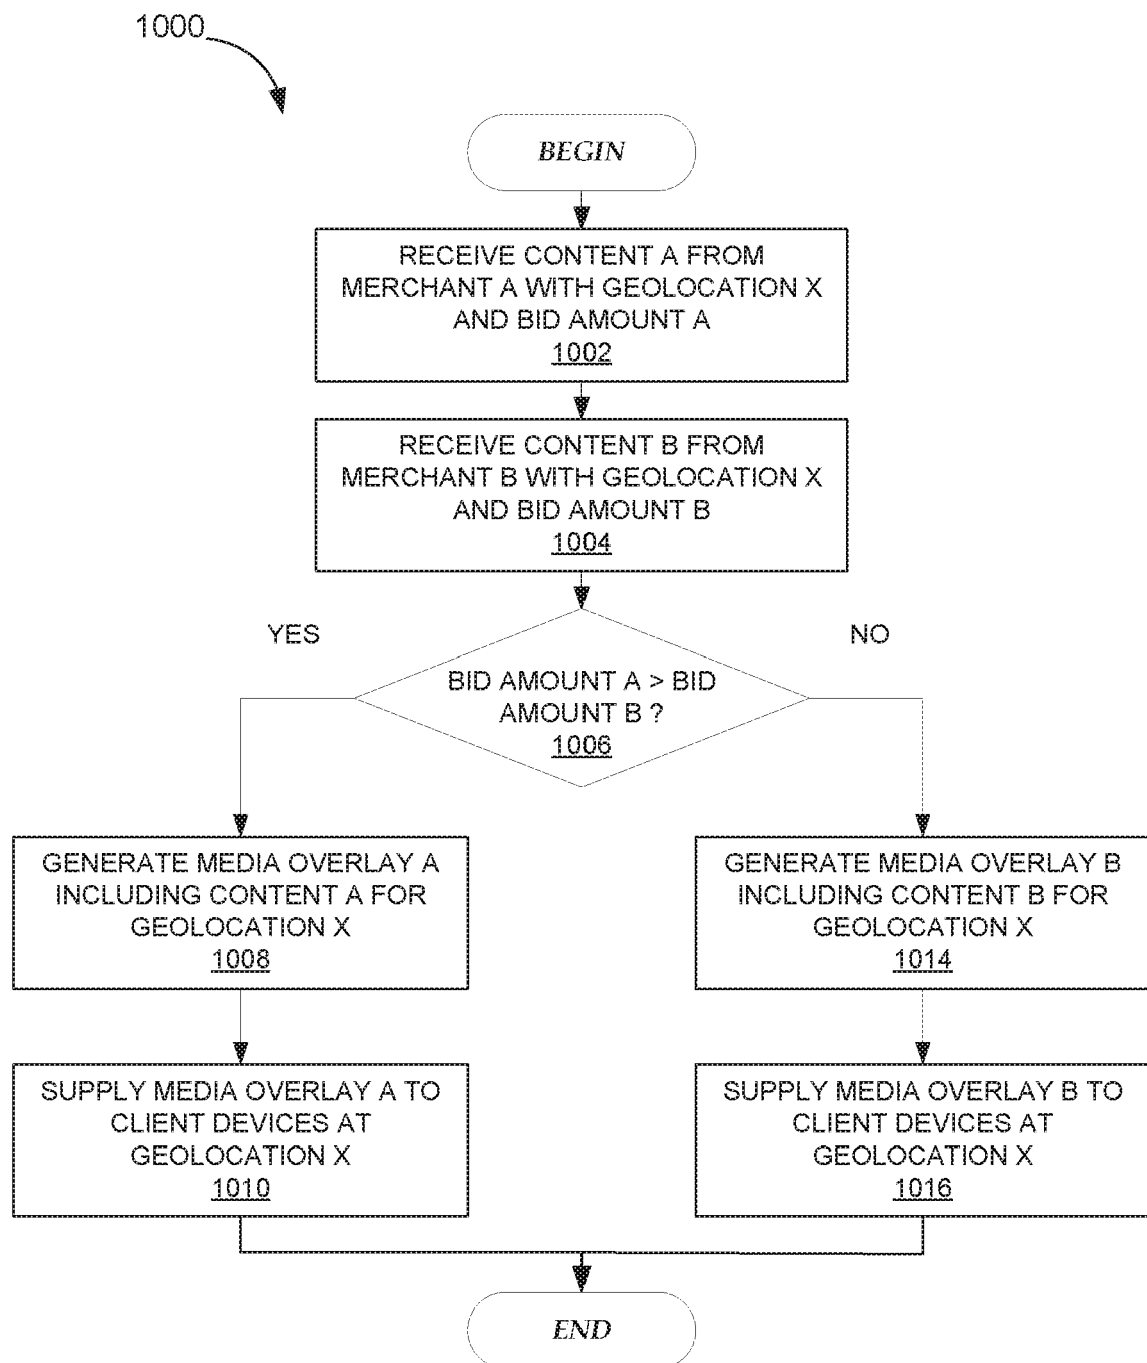 1000
BEGIN
RECEIVE CONTENT A FROM
MERCHANT A WITH GEOLOCATION X
AND BID AMOUNT A
1002
RECEIVE CONTENT B FROM
MERCHANT B WITH GEOLOCATION X
AND BID AMOUNT B
1004
YES
NO
BID AMOUNT A > BID
AMOUNT B ?
1006
GENERATE MEDIA OVERLAY A
INCLUDING CONTENT A FOR
GEOLOCATION X
1008
GENERATE MEDIA OVERLAY B
INCLUDING CONTENT B FOR
GEOLOCATION X
1014
SUPPLY MEDIA OVERLAY A TO
CLIENT DEVICES AT
GEOLOCATION X
1010
SUPPLY MEDIA OVERLAY B TO
CLIENT DEVICES AT
GEOLOCATION X
1016
END